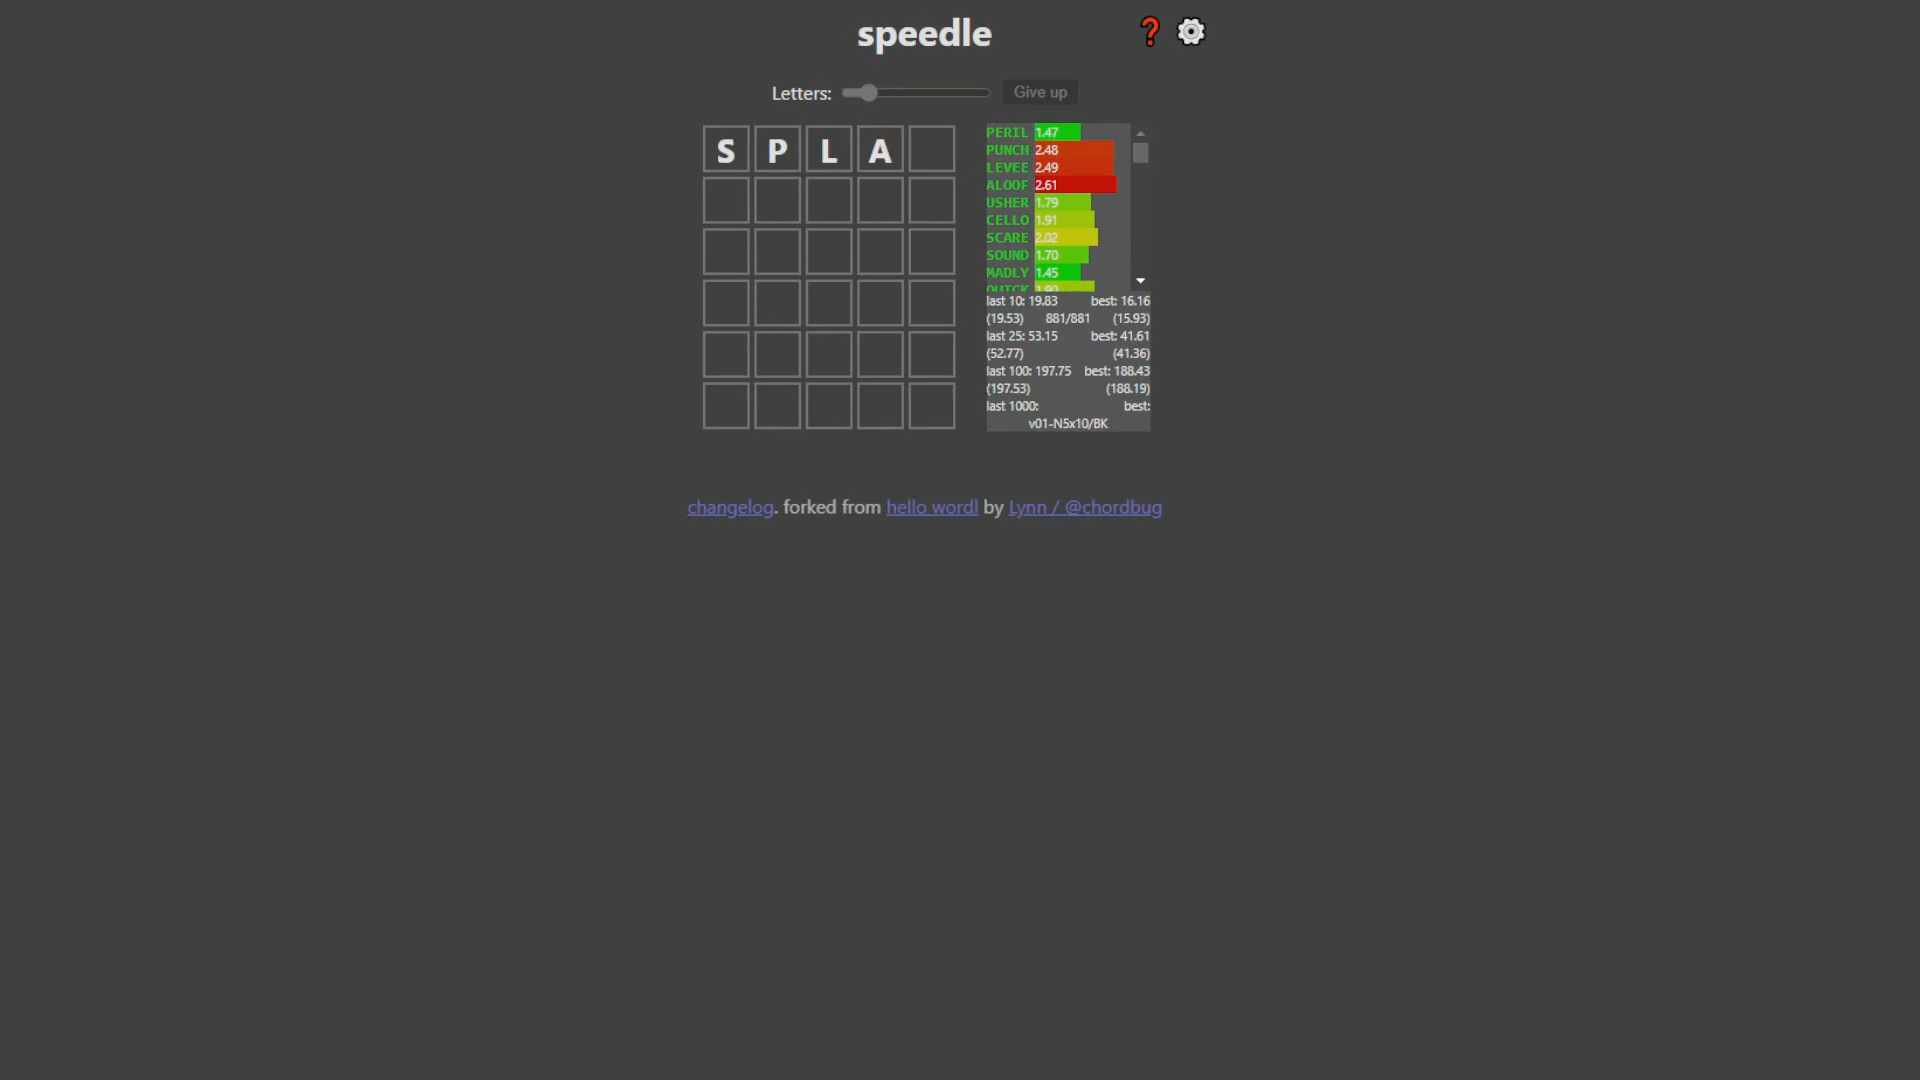 speedle
Letters: Give up
S P L A
PERIL 1.47
PUNCH 2.48
LEVEE 2.49
ALOOF 2.61
USHER 1.79
CELLO 1.91
SCARE 2.02
SOUND 1.70
MADLY 1.45
QUICK 1.90
last 10: 19.83 best: 16.16
(19.53) 881/881 (15.93)
last 25: 53.15 best: 41.61
(52.77) (41.36)
last 100: 197.75 best: 188.43
(197.53) (188.19)
last 1000: best:
v01-N5x10/BK
changelog. forked from hello wordl by Lynn / @chordbug